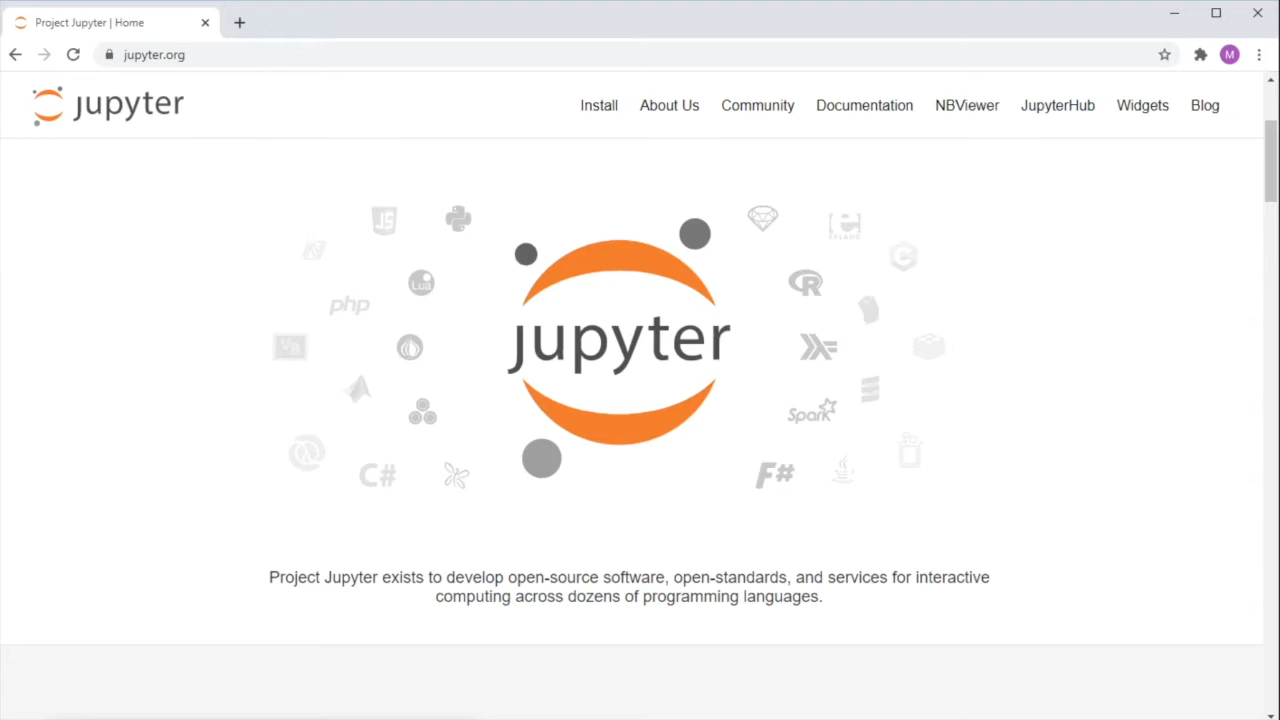 Project Jupyter | Home
jupyter.org
M
jupyter
Install
About Us
Community
Documentation
NBViewer
JupyterHub
Widgets
Blog
JS
ERLANG
C
Lua
R
php
jupyter
VB
Spark
C#
F#
Project Jupyter exists to develop open-source software, open-standards, and services for interactive
computing across dozens of programming languages.